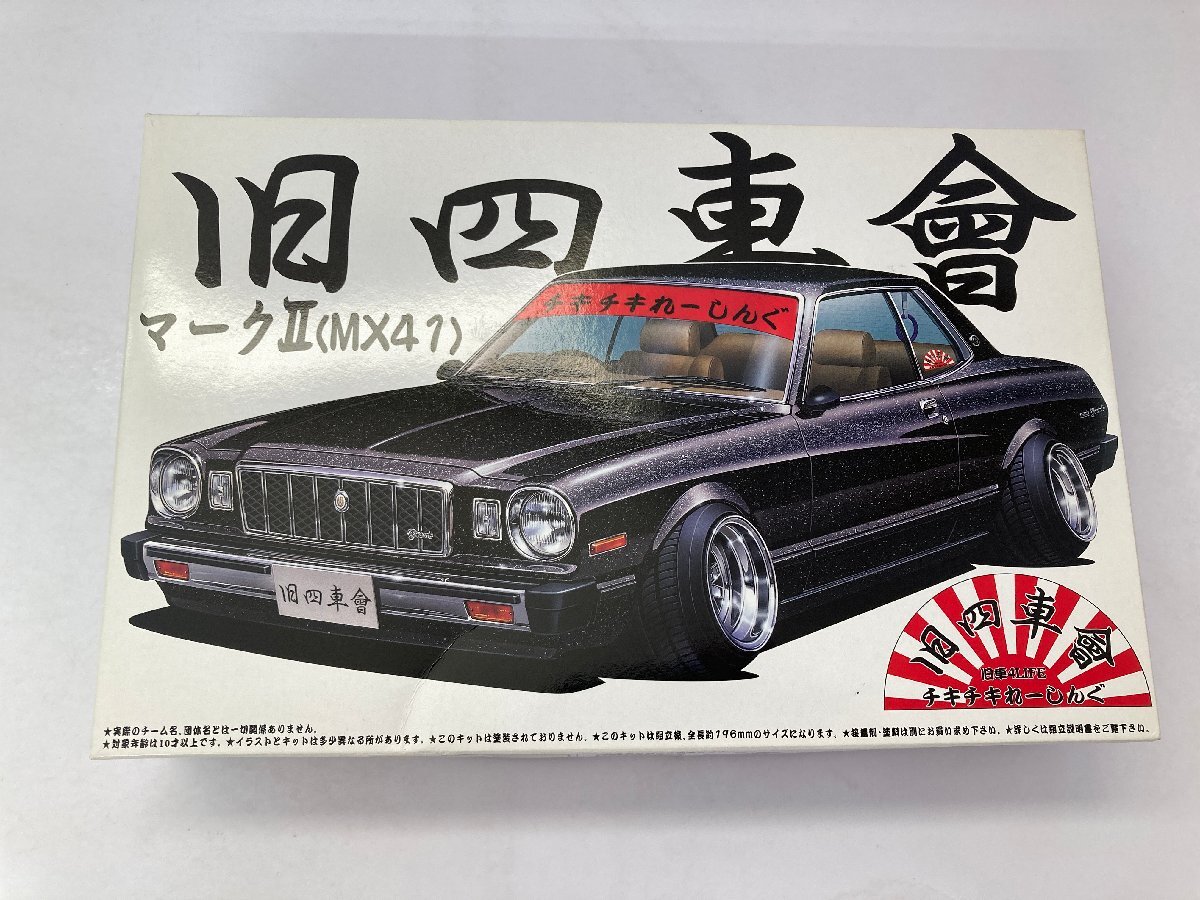 旧四車會
マークⅡ(MX41)
チキチキれーしんぐ
Grande
旧四車會
旧四車會
旧車4LIFE
チキチキれーしんぐ
★実際のチーム名、団体名とは一切関係ありません。
★対象年齢は10才以上です。★イラストとキットは多少異なる所があります。★このキットは塗装されておりません。★このキットは組立後、全長約196mmのサイズになります。★接着剤・塗料は別にお買い求め下さい。★詳しくは組立説明書をご覧下さい。